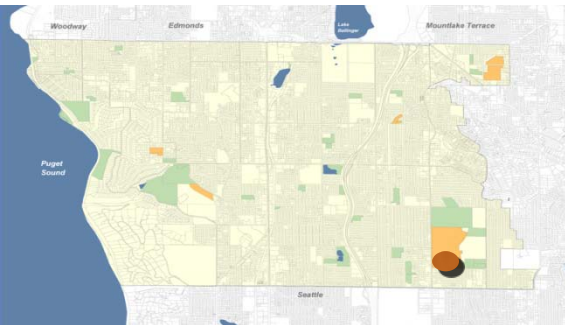 Woodway
Edmonds
Lake
Ballinger
Mountlake Terrace
Puget
Sound
Seattle